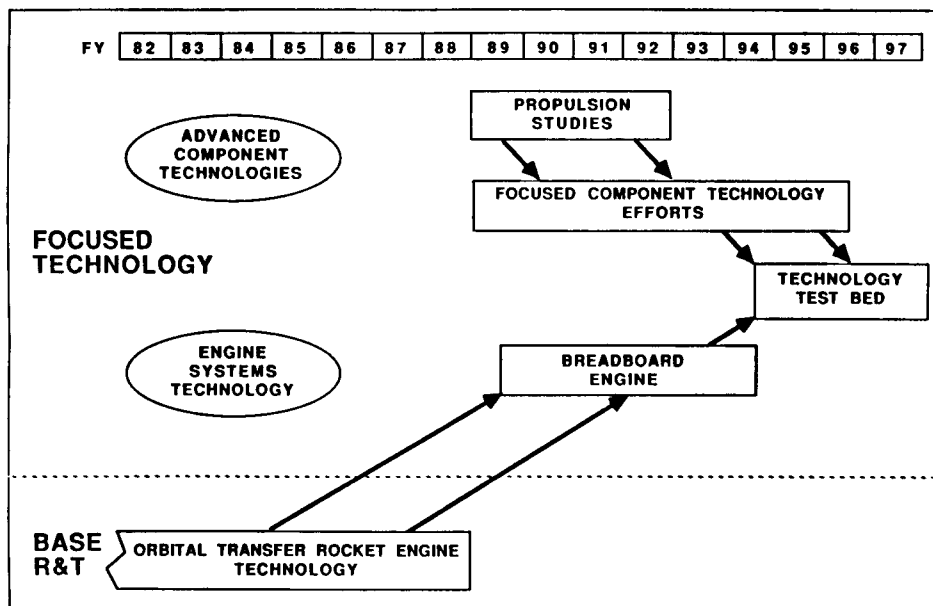 FY 82 83 84 85 86 87 88 89 90 91 92 93 94 95 96 97
PROPULSION
STUDIES
ADVANCED
COMPONENT
TECHNOLOGIES
FOCUSED COMPONENT TECHNOLOGY
EFFORTS
FOCUSED
TECHNOLOGY
TECHNOLOGY
TEST BED
ENGINE
SYSTEMS
TECHNOLOGY
BREADBOARD
ENGINE
BASE
R&T
ORBITAL TRANSFER ROCKET ENGINE
TECHNOLOGY